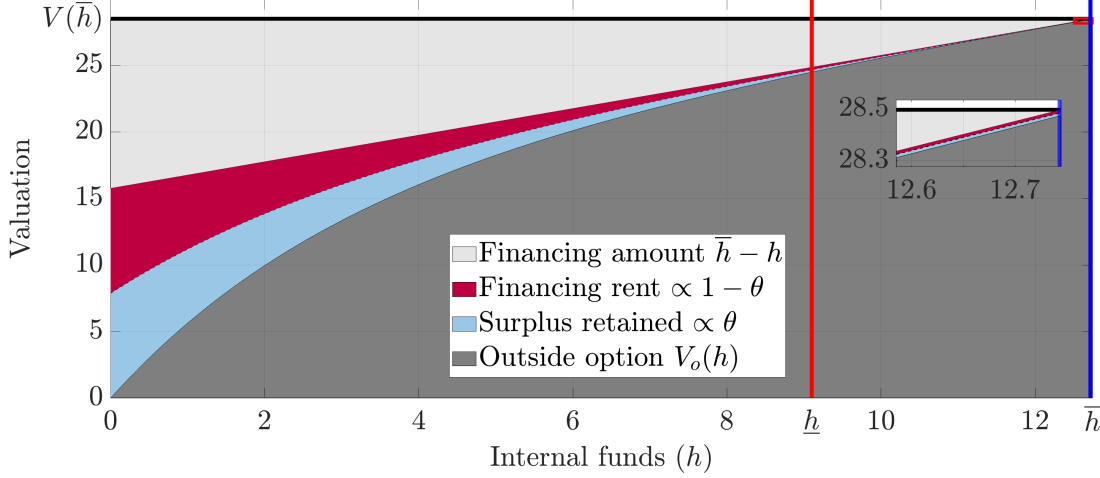 V(h̅)
25
20
15
10
5
0
Valuation
28.5
28.3
12.6 12.7
Financing amount h̅ − h
Financing rent ∝ 1 − θ
Surplus retained ∝ θ
Outside option Vₒ(h)
0 2 4 6 8 h̲ 10 12 h̅
Internal funds (h)